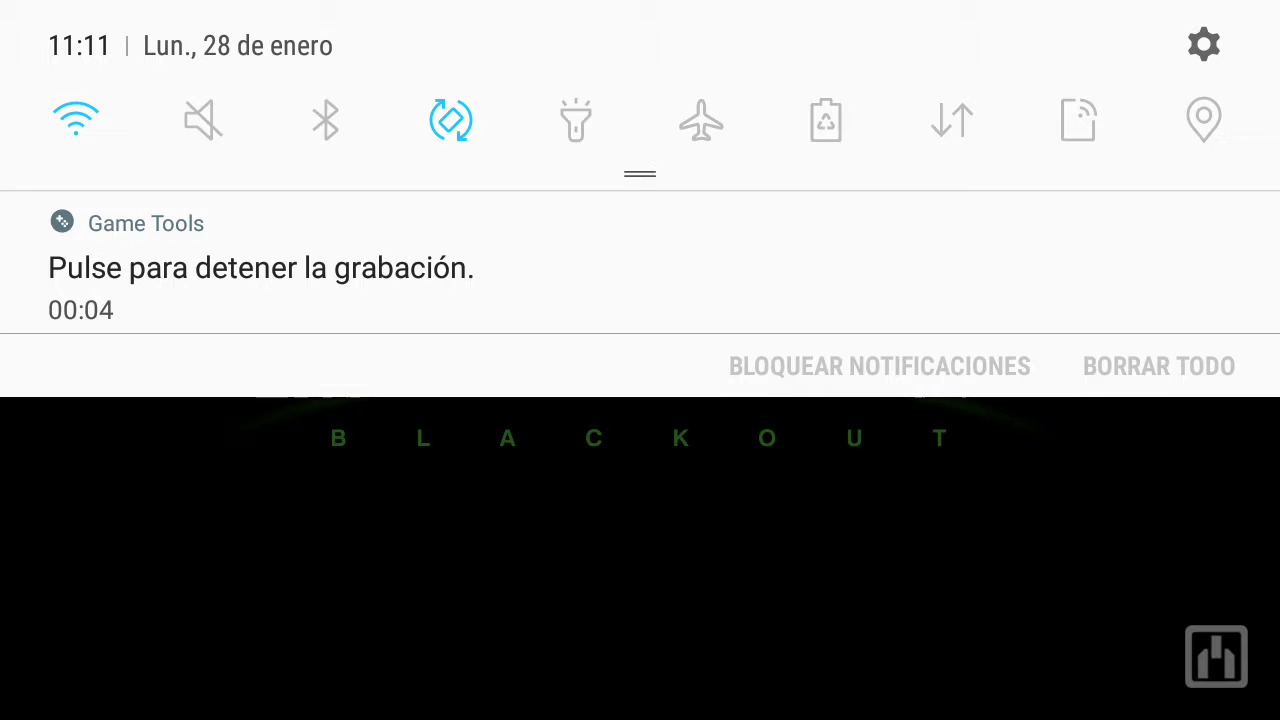 11:11 | Lun., 28 de enero
Game Tools
Pulse para detener la grabación.
00:04
BLOQUEAR NOTIFICACIONES BORRAR TODO
B L A C K O U T